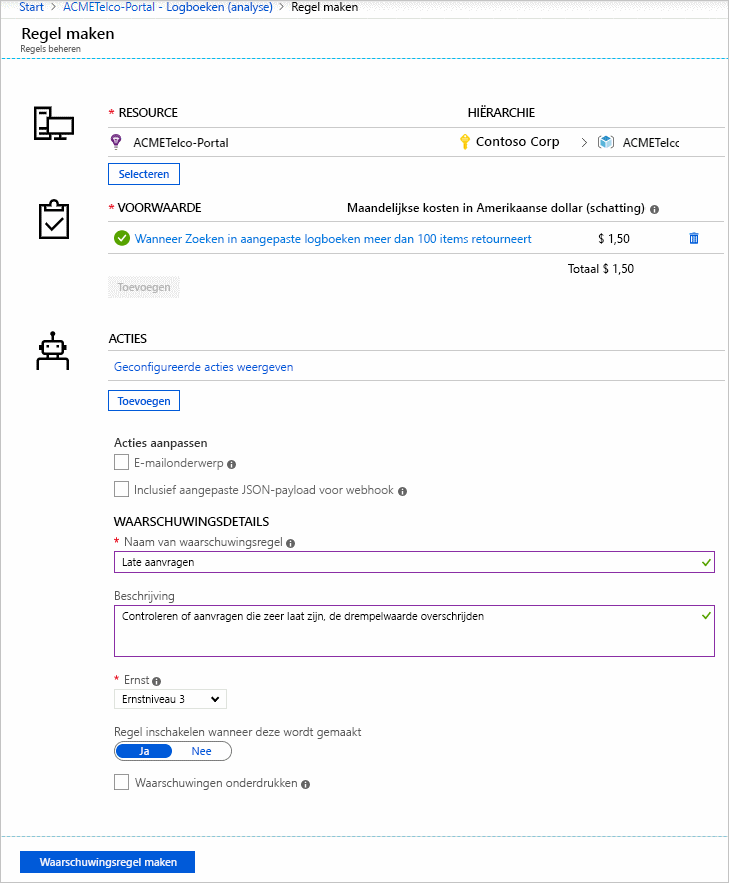 Start > ACMETelco-Portal - Logboeken (analyse) > Regel maken
Regel maken
Regels beheren
* RESOURCE HIËRARCHIE
ACMETelco-Portal Contoso Corp > ACMETelcc
Selecteren
* VOORWAARDE Maandelijkse kosten in Amerikaanse dollar (schatting)
Wanneer Zoeken in aangepaste logboeken meer dan 100 items retourneert $ 1,50
Totaal $ 1,50
Toevoegen
ACTIES
Geconfigureerde acties weergeven
Toevoegen
Acties aanpassen
E-mailonderwerp
Inclusief aangepaste JSON-payload voor webhook
WAARSCHUWINGSDETAILS
* Naam van waarschuwingsregel
Late aanvragen
Beschrijving
Controleren of aanvragen die zeer laat zijn, de drempelwaarde overschrijden
* Ernst
Ernstniveau 3
Regel inschakelen wanneer deze wordt gemaakt
Ja Nee
Waarschuwingen onderdrukken
Waarschuwingsregel maken